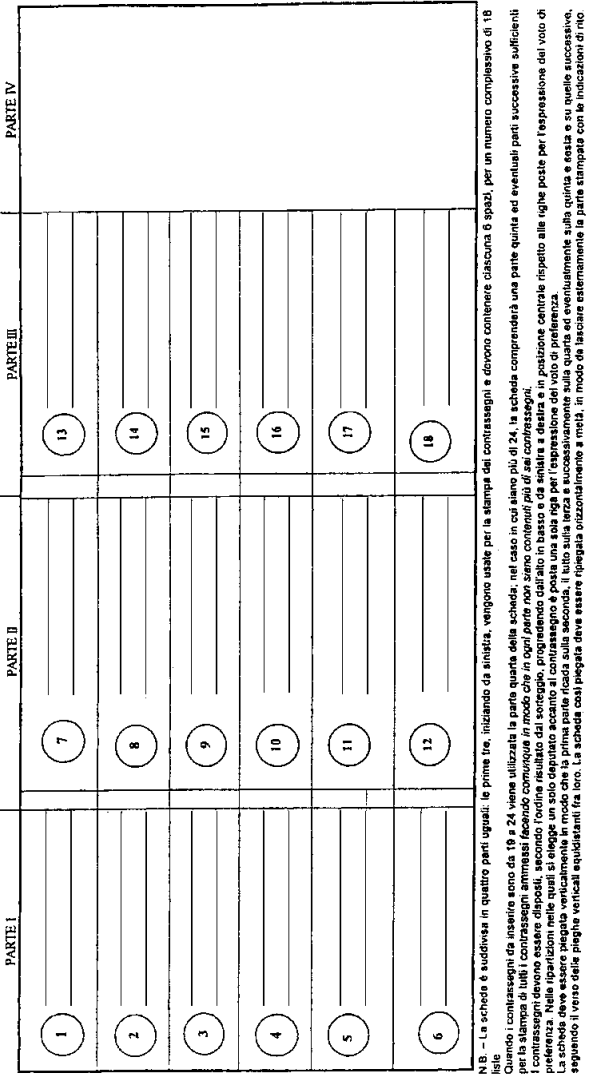 PARTE I
PARTE II
PARTE III
PARTE IV
1
2
3
4
5
6
7
8
9
10
11
12
13
14
15
16
17
18
N.B. – La scheda è suddivisa in quattro parti uguali: le prime tre, iniziando da sinistra, vengono usate per la stampa dei contrassegni e devono contenere ciascuna 6 spazi, per un numero complessivo di 18
liste
Quando i contrassegni da inserire sono da 19 a 24 viene utilizzata la parte quarta della scheda; nel caso in cui siano più di 24, la scheda comprenderà una parte quinta ed eventuali parti successive sufficienti
per la stampa di tutti i contrassegni ammessi facendo comunque in modo che in ogni parte non siano contenuti più di sei contrassegni.
I contrassegni devono essere disposti, secondo l'ordine risultato dal sorteggio, progredendo dall'alto in basso e da sinistra a destra e in posizione centrale rispetto alle righe poste per l'espressione del voto di
preferenza. Nelle ripartizioni nelle quali si elegge un solo deputato accanto al contrassegno è posta una sola riga per l'espressione del voto di preferenza.
La scheda deve essere piegata verticalmente in modo che la prima parte ricada sulla seconda, il tutto sulla terza e successivamente sulla quarta ed eventualmente sulla quinta e sesta e su quelle successive,
seguendo il verso delle pieghe verticali equidistanti fra loro. La scheda così piegata deve essere ripiegata orizzontalmente a metà, in modo da lasciare esternamente la parte stampata con le indicazioni di rito.